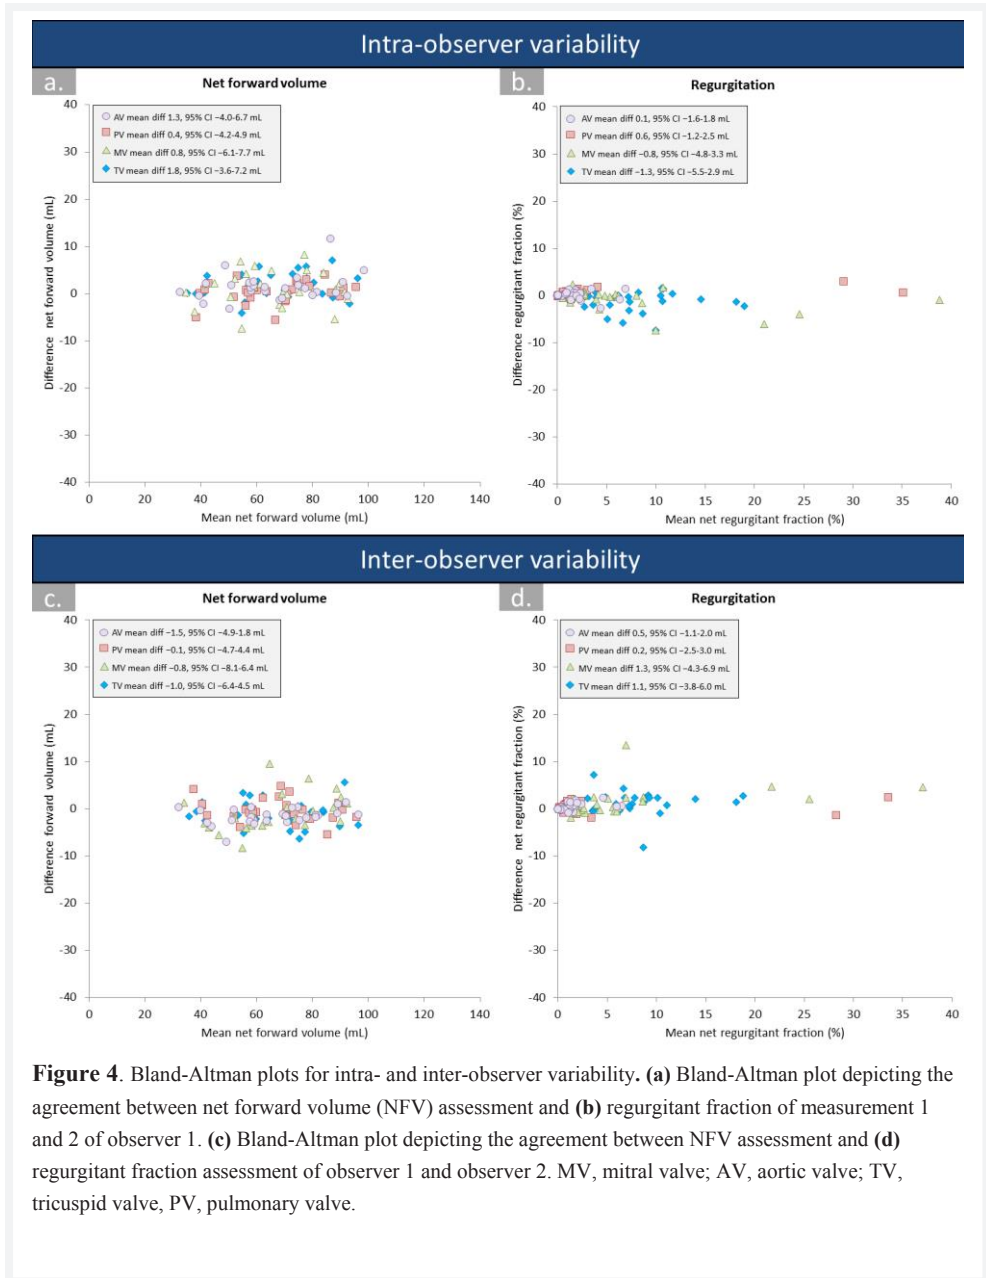 Intra-observer variability
a.
Net forward volume
40
30
20
10
0
-10
-20
-30
-40
Difference net forward volume (mL)
AV mean diff 1.3, 95% CI −4.0-6.7 mL
PV mean diff 0.4, 95% CI −4.2-4.9 mL
MV mean diff 0.8, 95% CI −6.1-7.7 mL
TV mean diff 1.8, 95% CI −3.6-7.2 mL
0 20 40 60 80 100 120 140
Mean net forward volume (mL)
b.
Regurgitation
40
30
20
10
0
-10
-20
-30
-40
Difference regurgitant fraction (%)
AV mean diff 0.1, 95% CI −1.6-1.8 mL
PV mean diff 0.6, 95% CI −1.2-2.5 mL
MV mean diff −0.8, 95% CI −4.8-3.3 mL
TV mean diff −1.3, 95% CI −5.5-2.9 mL
0 5 10 15 20 25 30 35 40
Mean net regurgitant fraction (%)
Inter-observer variability
c.
Net forward volume
40
30
20
10
0
-10
-20
-30
-40
Difference forward volume (mL)
AV mean diff −1.5, 95% CI −4.9-1.8 mL
PV mean diff −0.1, 95% CI −4.7-4.4 mL
MV mean diff −0.8, 95% CI −8.1-6.4 mL
TV mean diff −1.0, 95% CI −6.4-4.5 mL
0 20 40 60 80 100 120 140
Mean net forward volume (mL)
d.
Regurgitation
40
30
20
10
0
-10
-20
-30
-40
Difference net regurgitant fraction (%)
AV mean diff 0.5, 95% CI −1.1-2.0 mL
PV mean diff 0.2, 95% CI −2.5-3.0 mL
MV mean diff 1.3, 95% CI −4.3-6.9 mL
TV mean diff 1.1, 95% CI −3.8-6.0 mL
0 5 10 15 20 25 30 35 40
Mean net regurgitant fraction (%)
Figure 4. Bland-Altman plots for intra- and inter-observer variability. (a) Bland-Altman plot depicting the
agreement between net forward volume (NFV) assessment and (b) regurgitant fraction of measurement 1
and 2 of observer 1. (c) Bland-Altman plot depicting the agreement between NFV assessment and (d)
regurgitant fraction assessment of observer 1 and observer 2. MV, mitral valve; AV, aortic valve; TV,
tricuspid valve, PV, pulmonary valve.